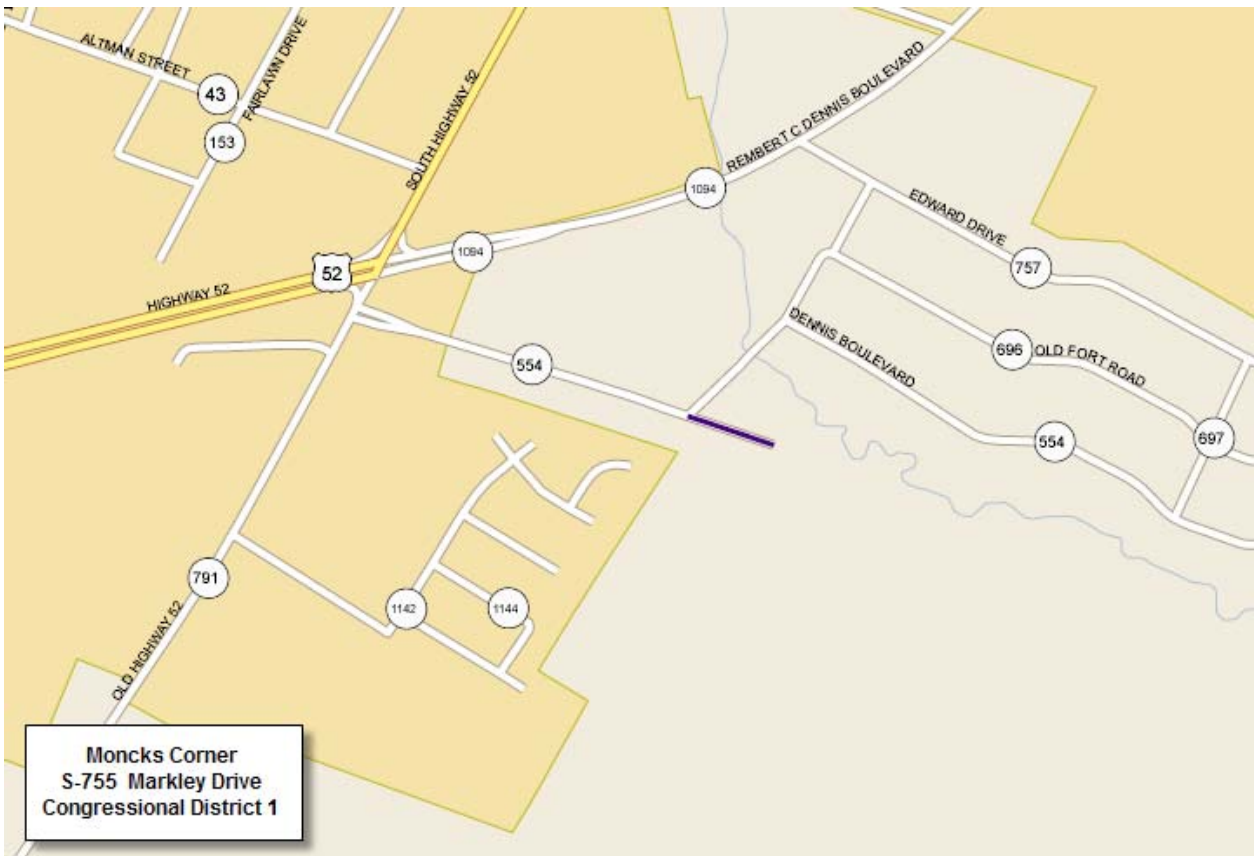 ALTMAN STREET
43
FAIRLAWN DRIVE
153
SOUTH HIGHWAY 52
REMBERT C DENNIS BOULEVARD
1094
1094
52
HIGHWAY 52
EDWARD DRIVE
757
DENNIS BOULEVARD
696
OLD FORT ROAD
554
554
697
791
1142
1144
OLD HIGHWAY 52
Moncks Corner
S-755 Markley Drive
Congressional District 1